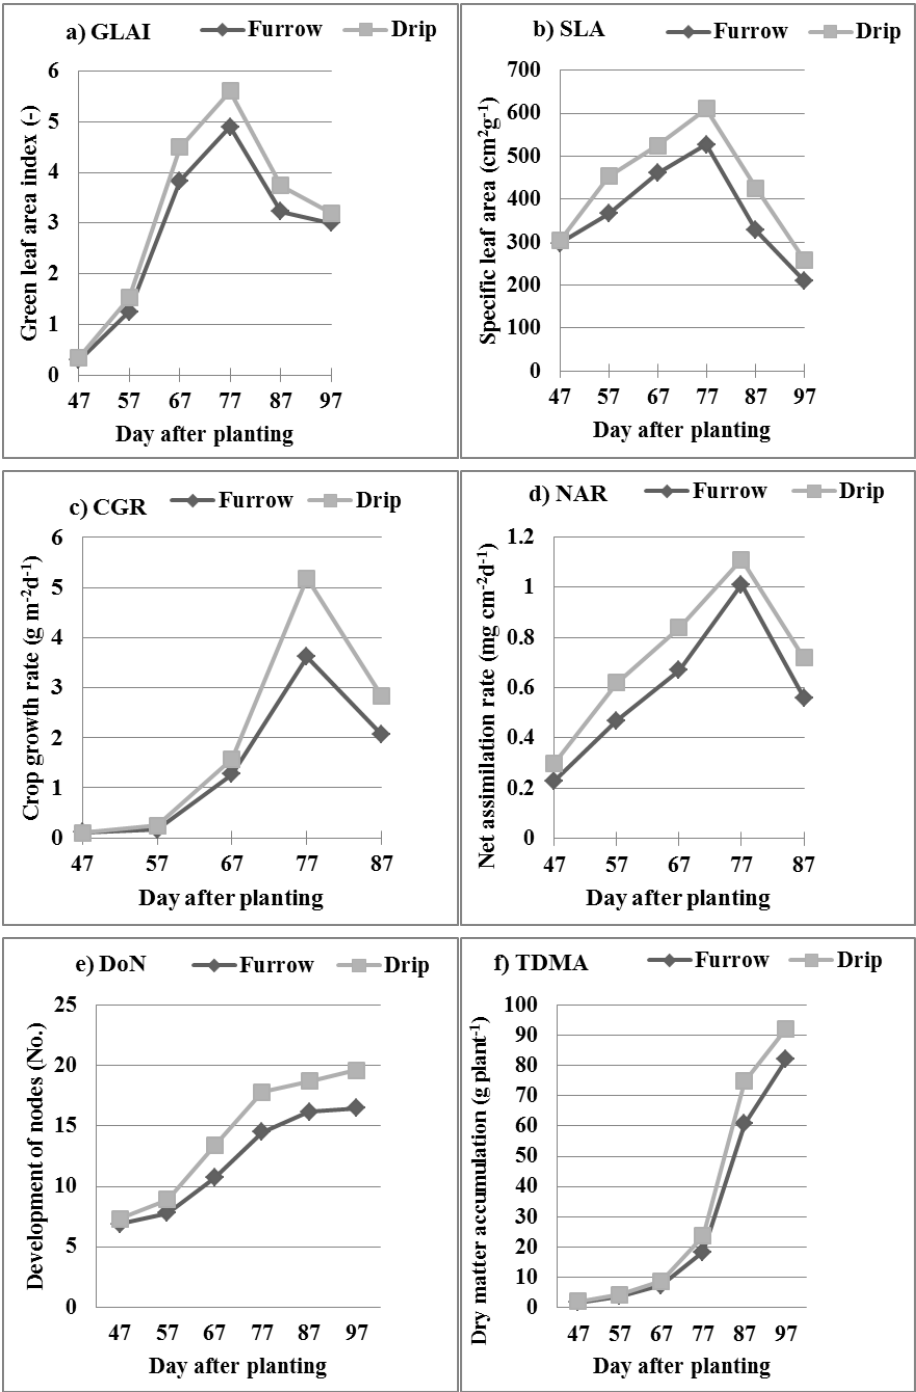 a) GLAI Furrow Drip
Green leaf area index (-)
6
5
4
3
2
1
0
47 57 67 77 87 97
Day after planting
b) SLA Furrow Drip
Specific leaf area (cm²g⁻¹)
700
600
500
400
300
200
100
0
47 57 67 77 87 97
Day after planting
c) CGR Furrow Drip
Crop growth rate (g m⁻²d⁻¹)
6
5
4
3
2
1
0
47 57 67 77 87
Day after planting
d) NAR Furrow Drip
Net assimilation rate (mg cm⁻²d⁻¹)
1.2
1
0.8
0.6
0.4
0.2
0
47 57 67 77 87
Day after planting
e) DoN Furrow Drip
Development of nodes (No.)
25
20
15
10
5
0
47 57 67 77 87 97
Day after planting
f) TDMA Furrow Drip
Dry matter accumulation (g plant⁻¹)
100
90
80
70
60
50
40
30
20
10
0
47 57 67 77 87 97
Day after planting